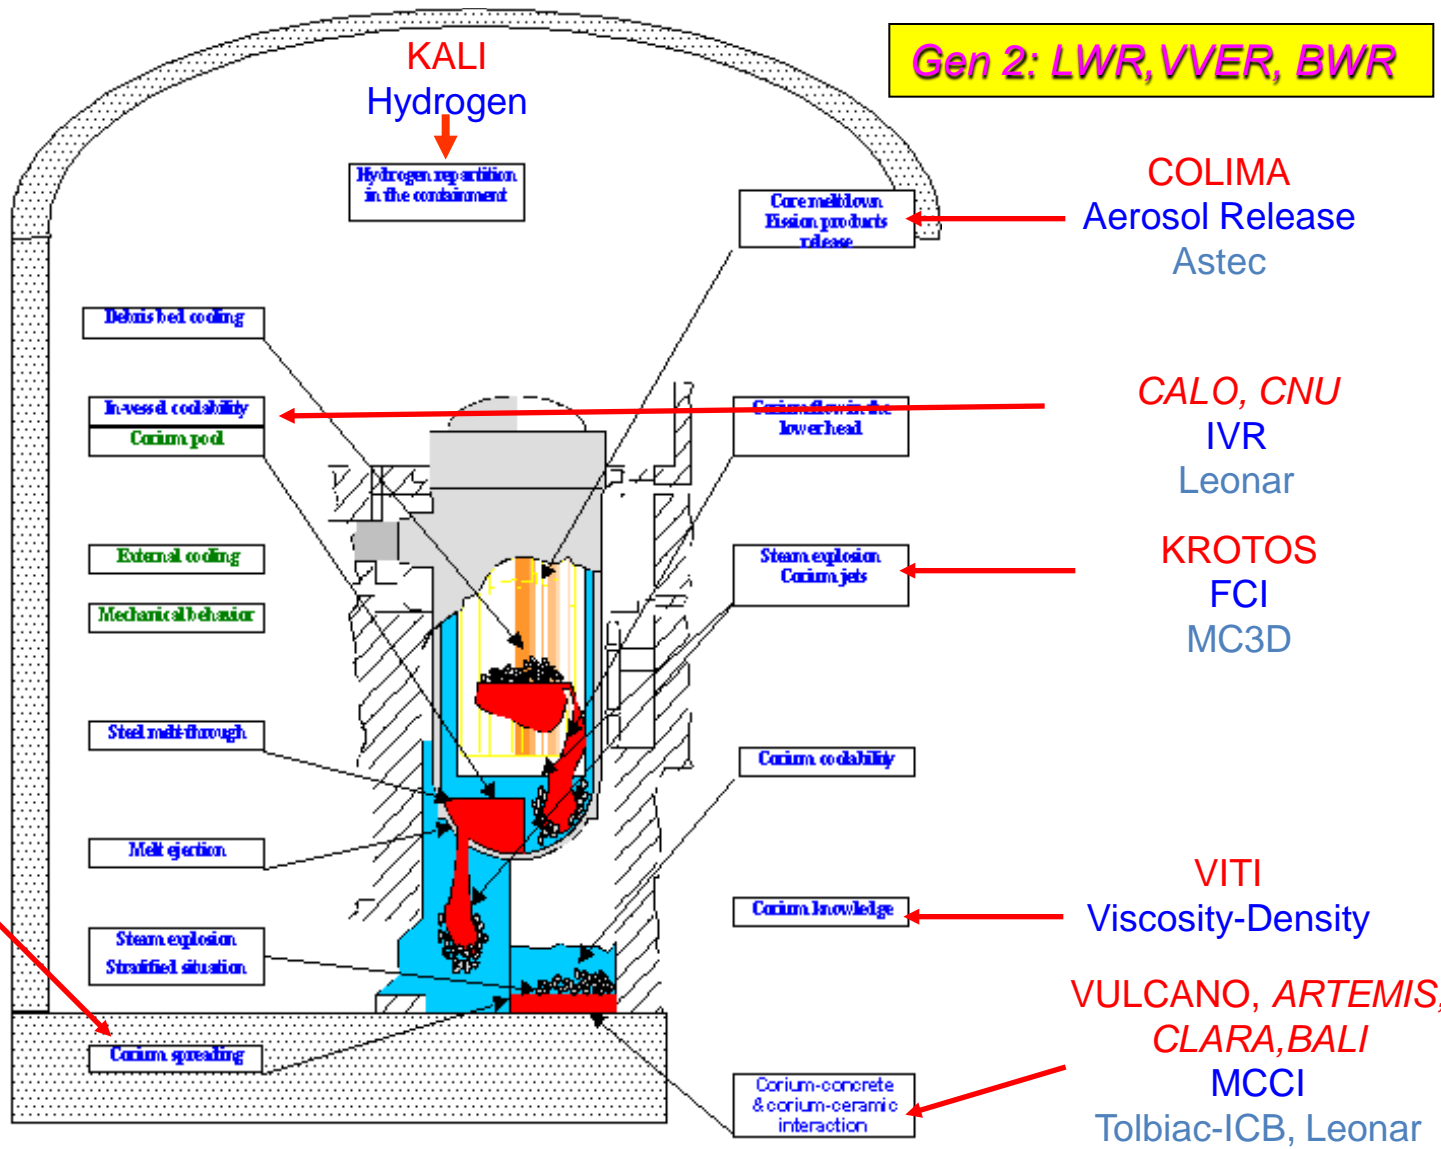 KALI
Hydrogen
Gen 2: LWR,VVER, BWR
Hydrogen repartition
in the containment
Core meltdown
Fission products
release
COLIMA
Aerosol Release
Astec
Debris bed cooling
In-vessel coolability
Corium pool
Corium flow in the
lower head
CALO, CNU
IVR
Leonar
External cooling
Mechanical behavior
Steam explosion
Corium jets
KROTOS
FCI
MC3D
Steel melt-through
Corium coolability
Melt ejection
Corium knowledge
VITI
Viscosity-Density
Steam explosion
Stratified situation
Corium spreading
Corium-concrete
& corium-ceramic
interaction
VULCANO, ARTEMIS,
CLARA,BALI
MCCI
Tolbiac-ICB, Leonar